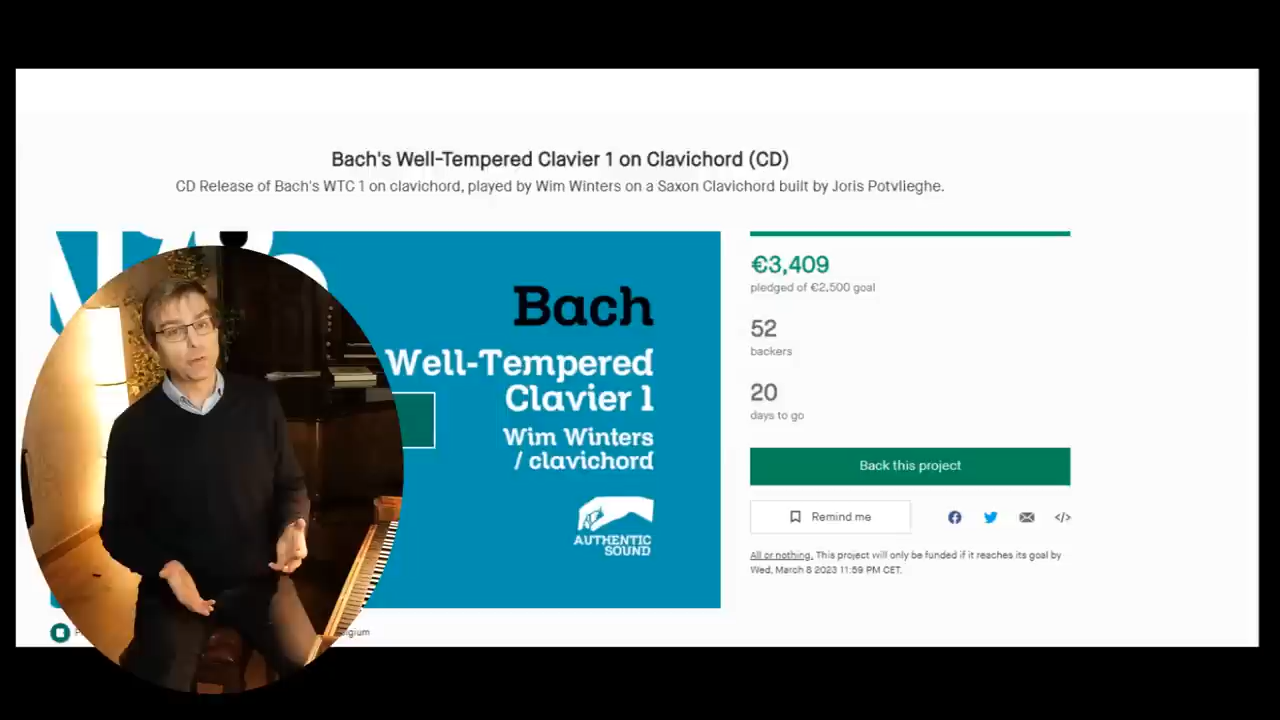 Bach's Well-Tempered Clavier 1 on Clavichord (CD)
CD Release of Bach's WTC 1 on clavichord, played by Wim Winters on a Saxon Clavichord built by Joris Potvlieghe.
Bach
Well-Tempered
Clavier 1
Wim Winters
/ clavichord
AUTHENTIC
SOUND
€3,409
pledged of €2,500 goal
52
backers
20
days to go
Back this project
Remind me
</>
All or nothing. This project will only be funded if it reaches its goal by
Wed, March 8 2023 11:59 PM CET.